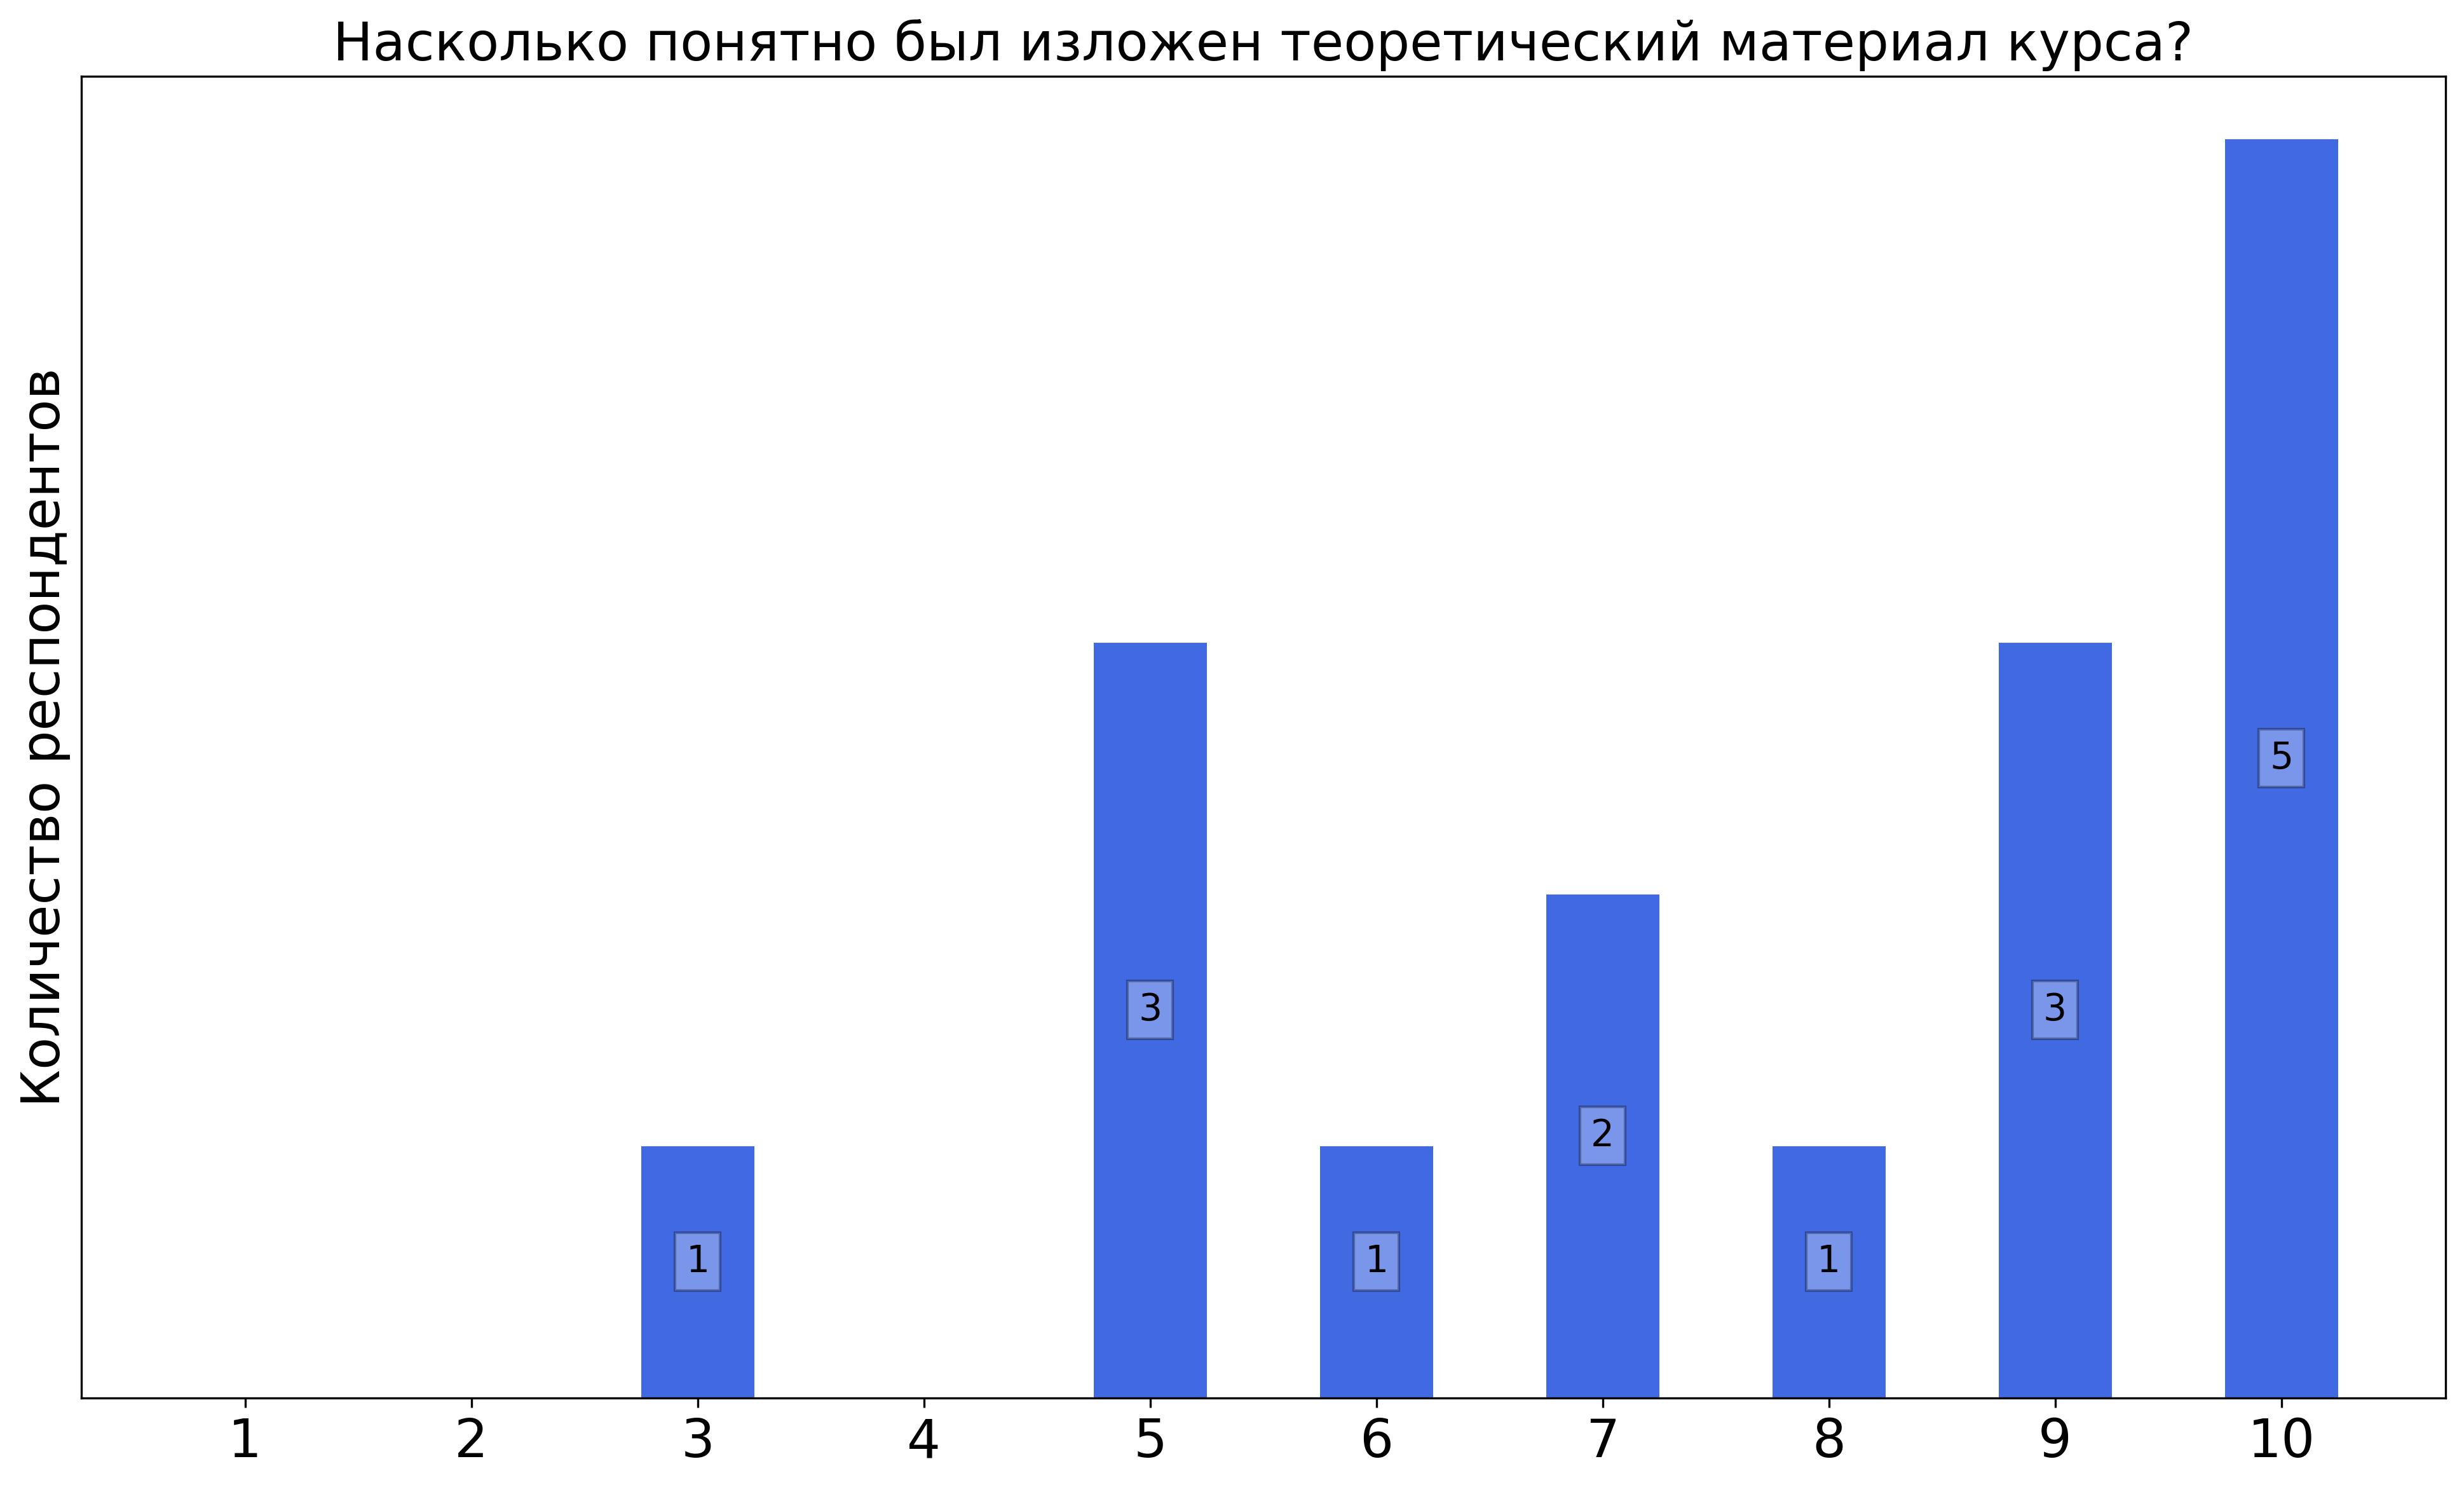 Насколько понятно был изложен теоретический материал курса?
Количество респондентов
5
3
3
2
1
1
1
1 2 3 4 5 6 7 8 9 10